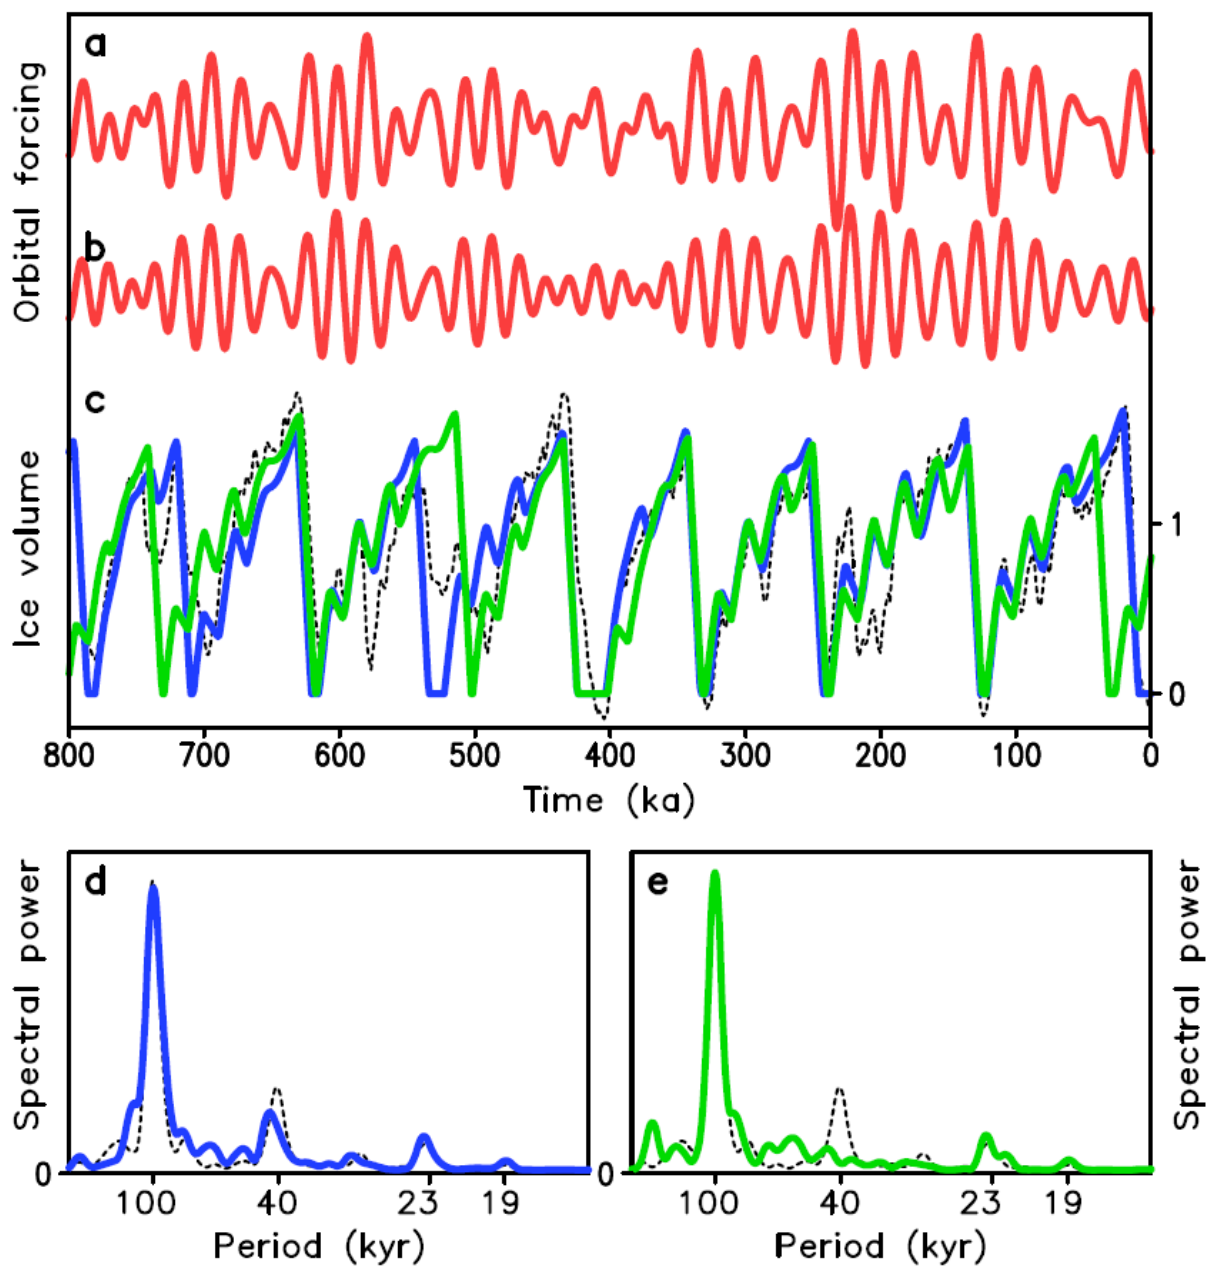 a
Orbital forcing
b
c
Ice volume
1
0
800 700 600 500 400 300 200 100 0
Time (ka)
d
Spectral power
0
100 40 23 19
Period (kyr)
e
Spectral power
0
100 40 23 19
Period (kyr)